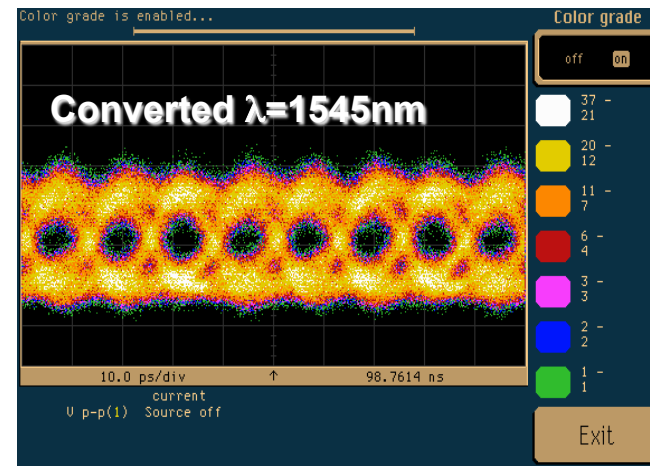 Color grade is enabled...
Color grade
off on
Converted λ=1545nm
37 -
21
20 -
12
11 -
7
6 -
4
3 -
3
2 -
2
1 -
1
10.0 ps/div ↑ 98.7614 ns
current
V p-p(1) Source off
Exit